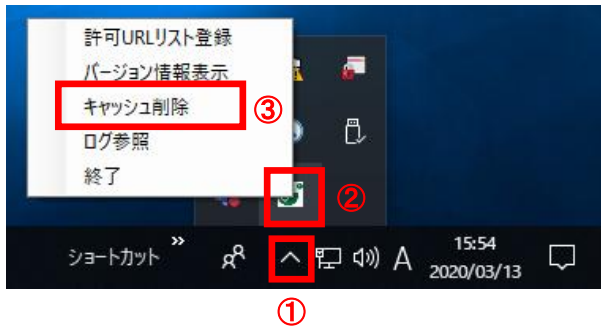 許可URLリスト登録
バージョン情報表示
キャッシュ削除
③
ログ参照
終了
②
ショートカット
»
A
15:54
2020/03/13
①